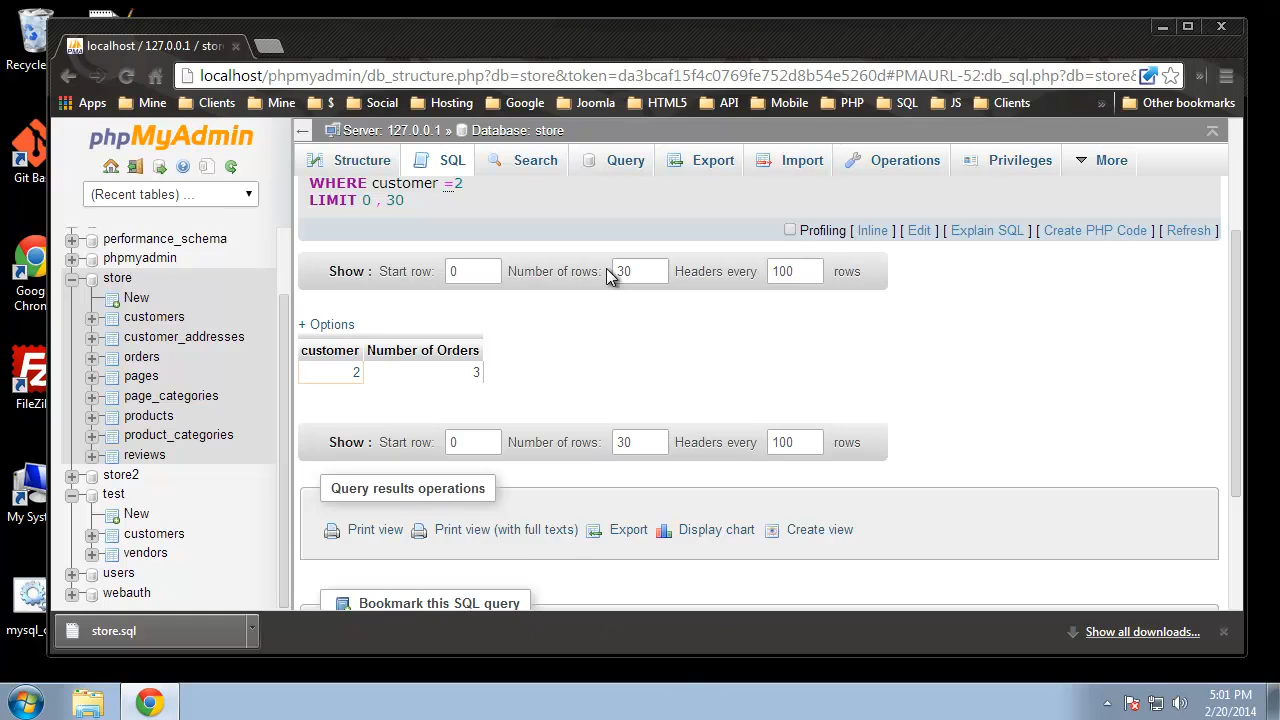 Recycle
localhost / 127.0.0.1 / stor
localhost/phpmyadmin/db_structure.php?db=store&token=da3bcaf15f4c0769fe752d8b54e5220d#PMAURL-52:db_sql.php?db=store&
Apps Mine Clients Mine $ Social Hosting Google Joomla HTML5 API Mobile PHP SQL JS Clients » Other bookmarks
phpMyAdmin
Server: 127.0.0.1 » Database: store
Structure SQL Search Query Export Import Operations Privileges More
Git Bas
(Recent tables) ...
WHERE customer =2
LIMIT 0 , 30
Profiling [ Inline ] [ Edit ] [ Explain SQL ] [ Create PHP Code ] [ Refresh ]
performance_schema
phpmyadmin
store
New
customers
customer_addresses
orders
pages
page_categories
products
product_categories
reviews
store2
test
New
customers
vendors
users
webauth
Show : Start row: 0 Number of rows: 30 Headers every 100 rows
+ Options
customer Number of Orders
2 3
Show : Start row: 0 Number of rows: 30 Headers every 100 rows
Query results operations
Print view Print view (with full texts) Export Display chart Create view
Bookmark this SQL query
Goog
Chrom
FileZil
My Sys
mysql_c
store.sql
Show all downloads...
5:01 PM
2/20/2014